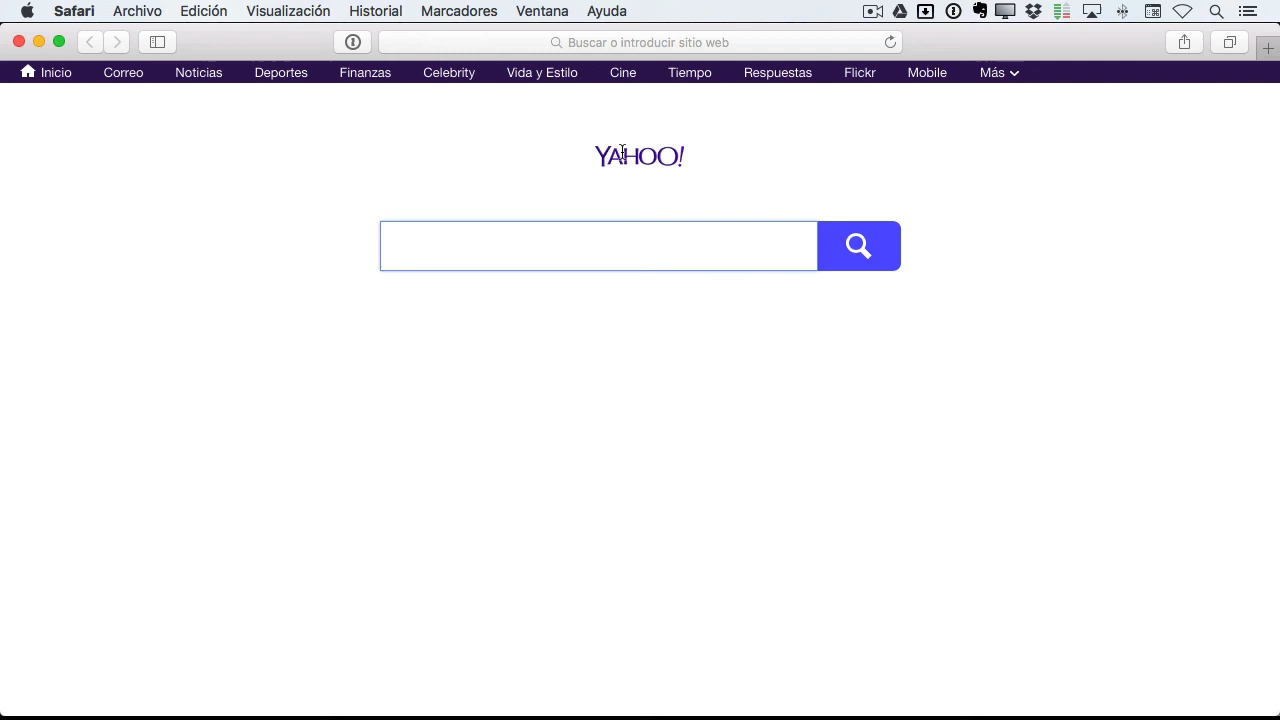 Safari Archivo Edición Visualización Historial Marcadores Ventana Ayuda
Buscar o introducir sitio web
Inicio Correo Noticias Deportes Finanzas Celebrity Vida y Estilo Cine Tiempo Respuestas Flickr Mobile Más
YAHOO!